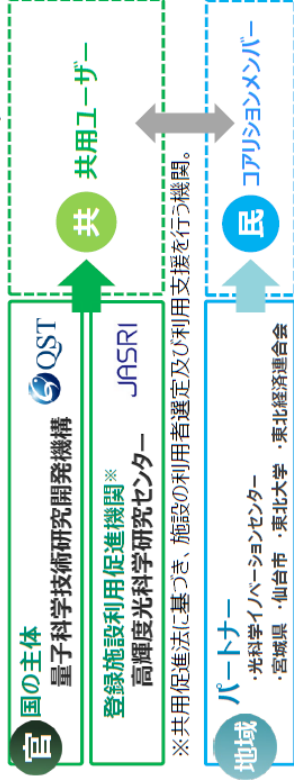 官
国の主体
量子科学技術研究開発機構
QST
登録施設利用促進機関※
高輝度光科学研究センター
JASRI
共
共用ユーザー
※共用促進法に基づき、施設の利用者選定及び利用支援を行う機関。
地域
パートナー
・光科学イノベーションセンター
・宮城県 ・仙台市 ・東北大学 ・東北経済連合会
民
コアリションメンバー